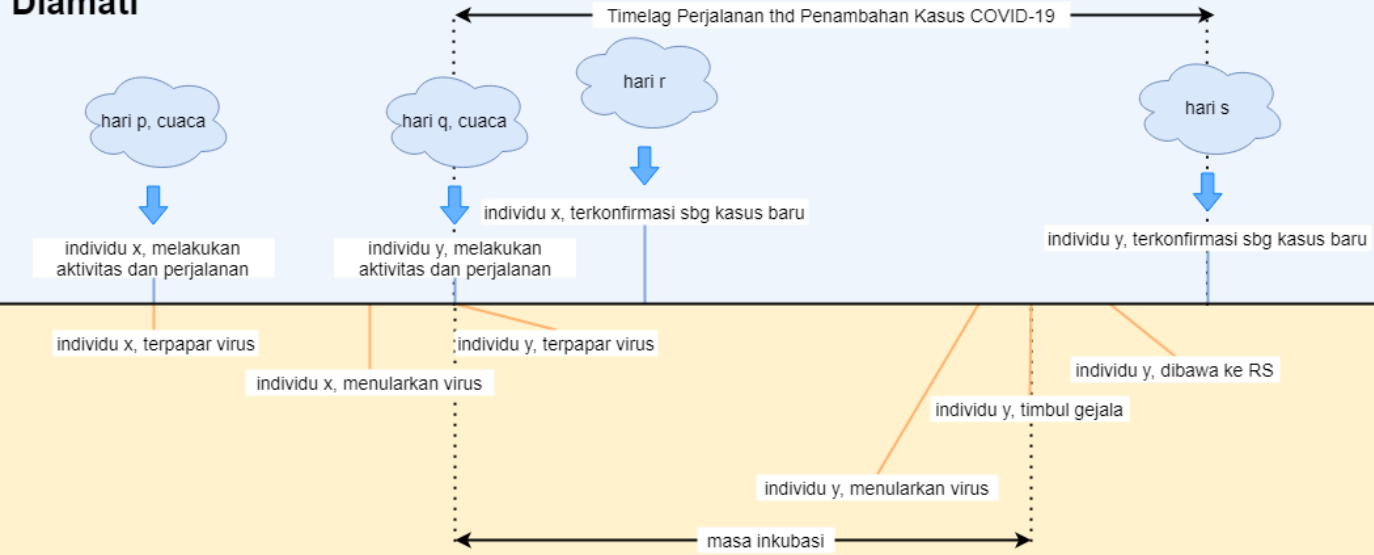 Diamati
Timelag Perjalanan thd Penambahan Kasus COVID-19
hari p, cuaca
hari q, cuaca
hari r
hari s
individu x, melakukan
aktivitas dan perjalanan
individu y, melakukan
aktivitas dan perjalanan
individu x, terkonfirmasi sbg kasus baru
individu y, terkonfirmasi sbg kasus baru
individu x, terpapar virus
individu x, menularkan virus
individu y, terpapar virus
individu y, dibawa ke RS
individu y, timbul gejala
individu y, menularkan virus
masa inkubasi